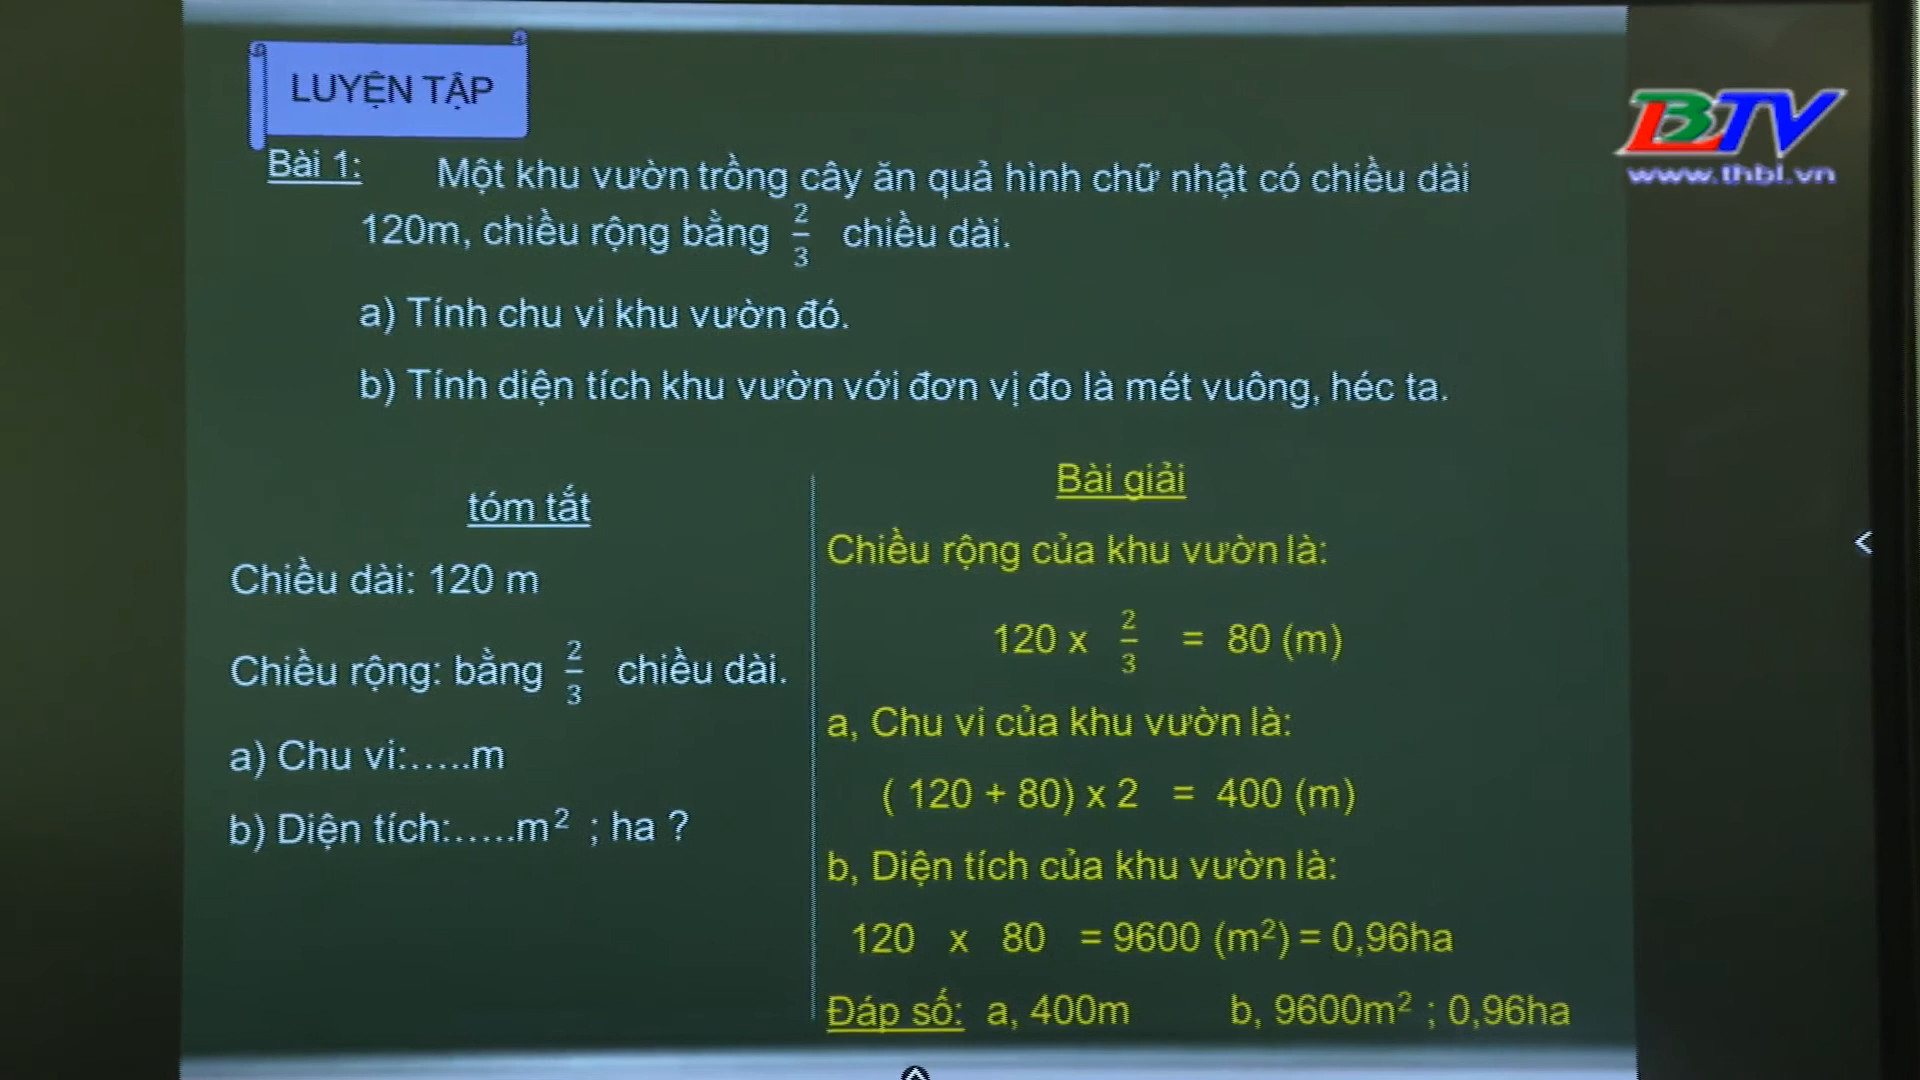 LUYỆN TẬP
BTV
www.thbl.vn
Bài 1: Một khu vườn trồng cây ăn quả hình chữ nhật có chiều dài
120m, chiều rộng bằng 2/3 chiều dài.
a) Tính chu vi khu vườn đó.
b) Tính diện tích khu vườn với đơn vị đo là mét vuông, héc ta.
tóm tắt
Chiều dài: 120 m
Chiều rộng: bằng 2/3 chiều dài.
a) Chu vi:…..m
b) Diện tích:…..m² ; ha ?
Bài giải
Chiều rộng của khu vườn là:
120 x 2/3 = 80 (m)
a, Chu vi của khu vườn là:
( 120 + 80) x 2 = 400 (m)
b, Diện tích của khu vườn là:
120 x 80 = 9600 (m²) = 0,96ha
Đáp số: a, 400m b, 9600m² ; 0,96ha